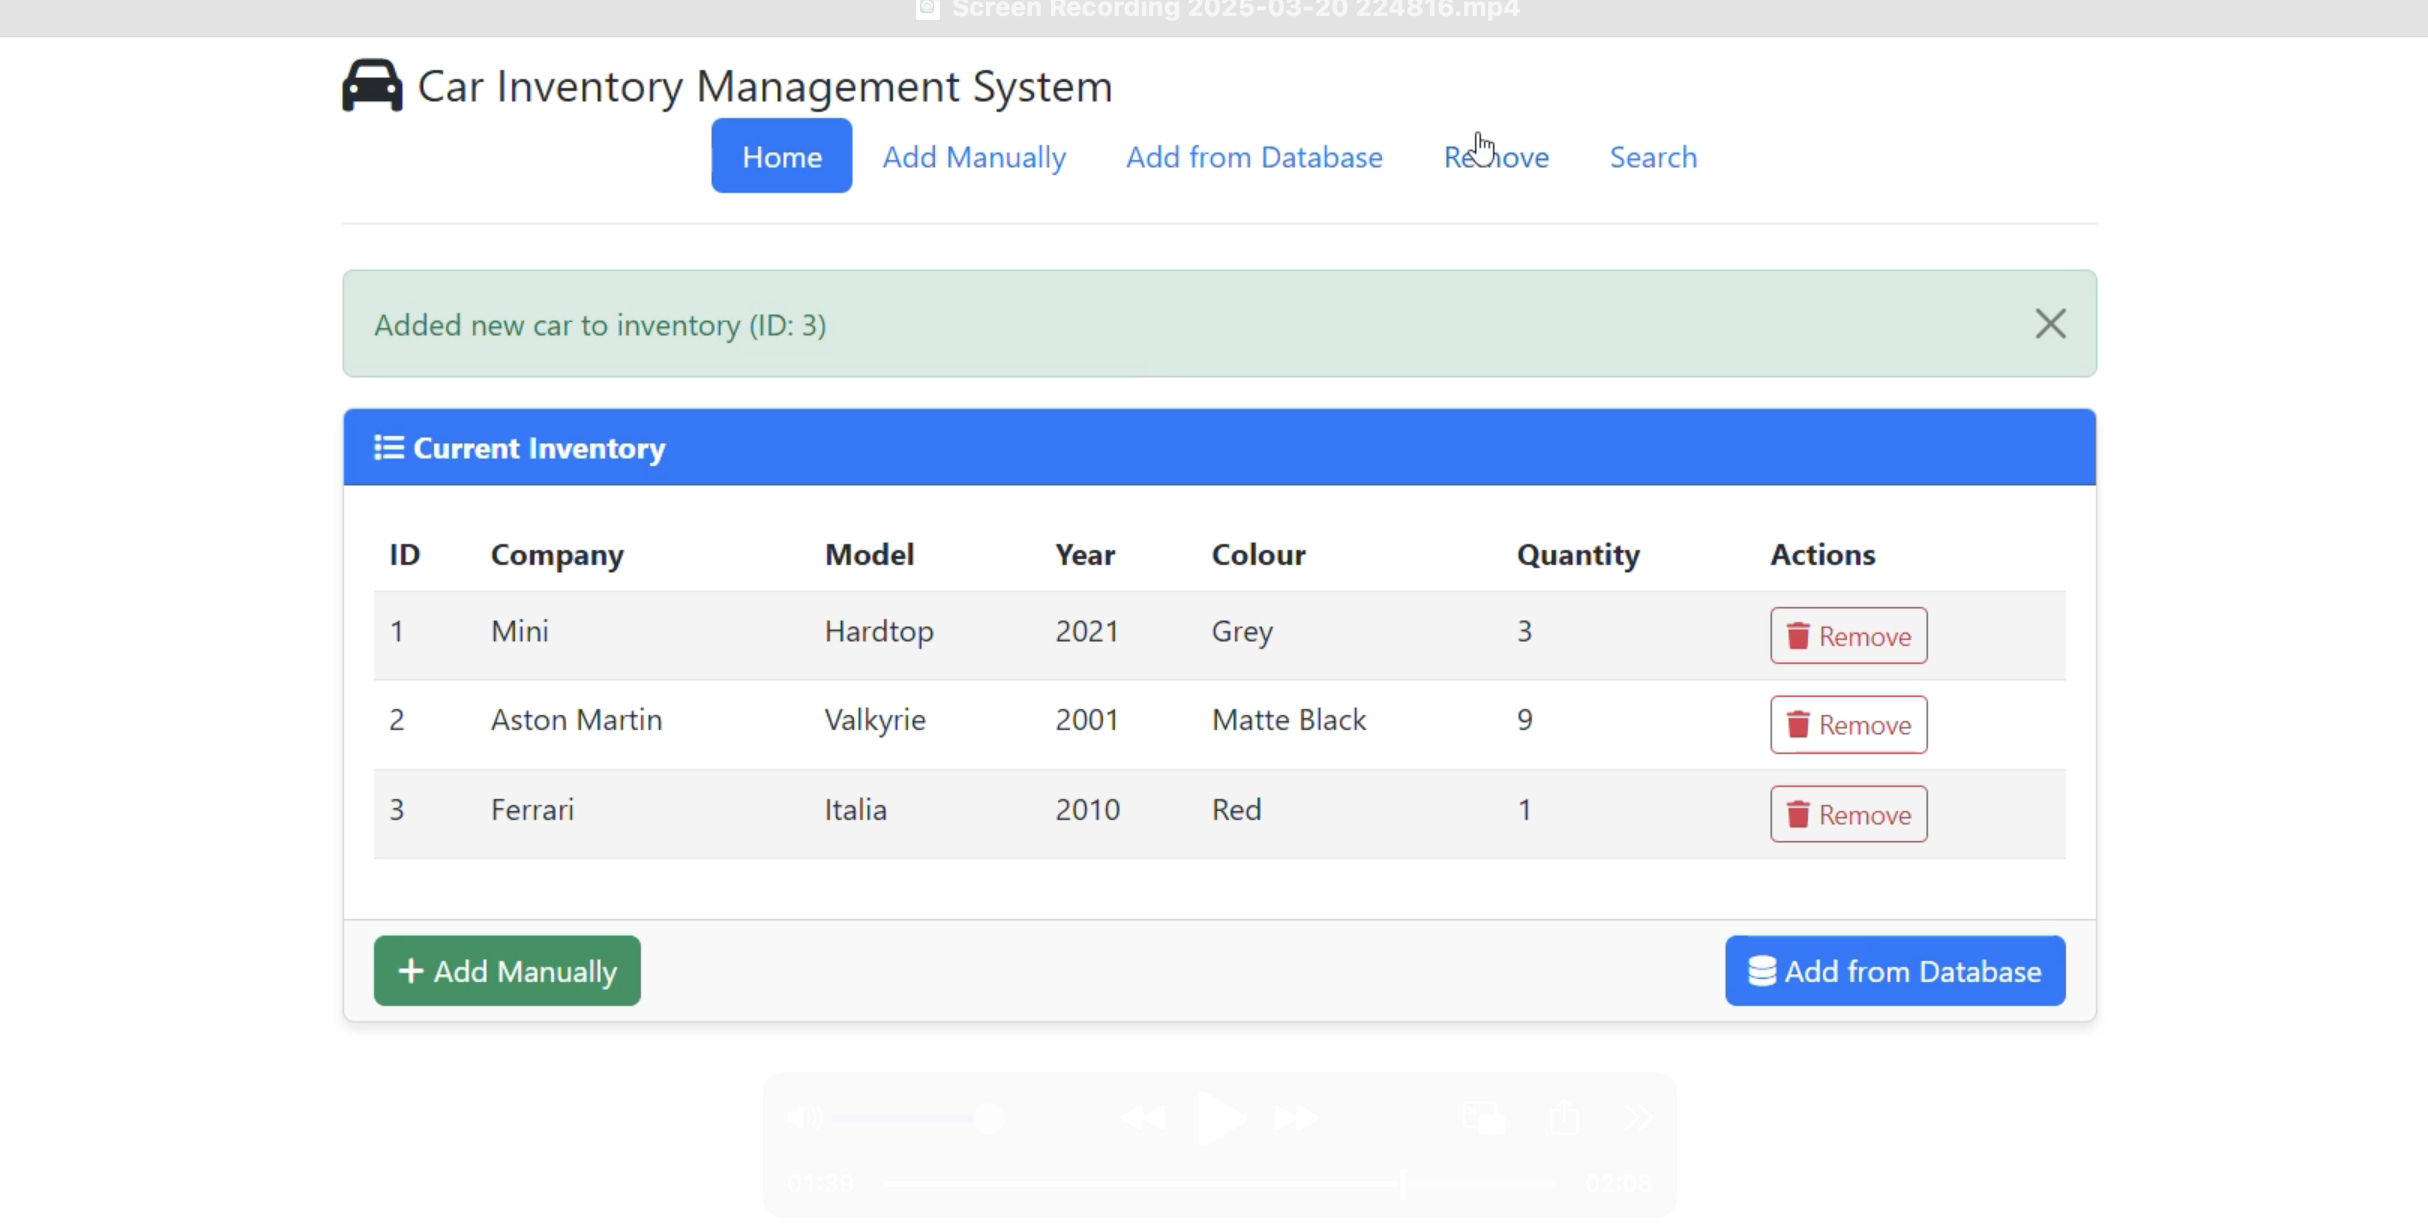 Screen Recording 2025-03-20 224816.mp4
Car Inventory Management System
Home Add Manually Add from Database Remove Search
Added new car to inventory (ID: 3)
Current Inventory
ID Company Model Year Colour Quantity Actions
1 Mini Hardtop 2021 Grey 3 Remove
2 Aston Martin Valkyrie 2001 Matte Black 9 Remove
3 Ferrari Italia 2010 Red 1 Remove
Add Manually Add from Database
01:39 02:08